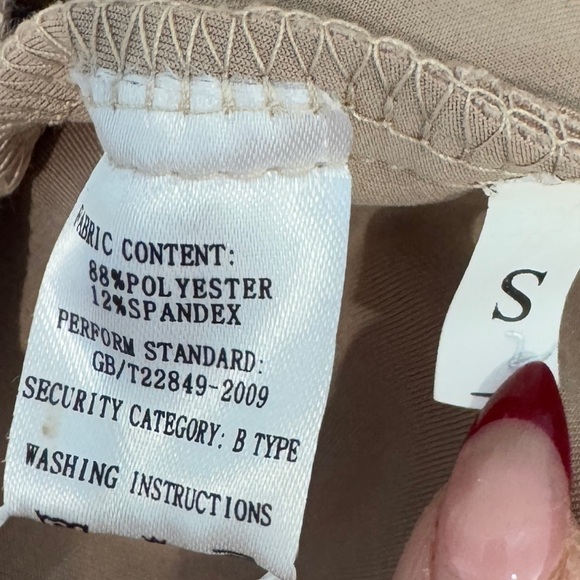 FABRIC CONTENT:
88%POLYESTER
12%SPANDEX
PERFORM STANDARD:
GB/T22849-2009
SECURITY CATEGORY: B TYPE
WASHING INSTRUCTIONS
S